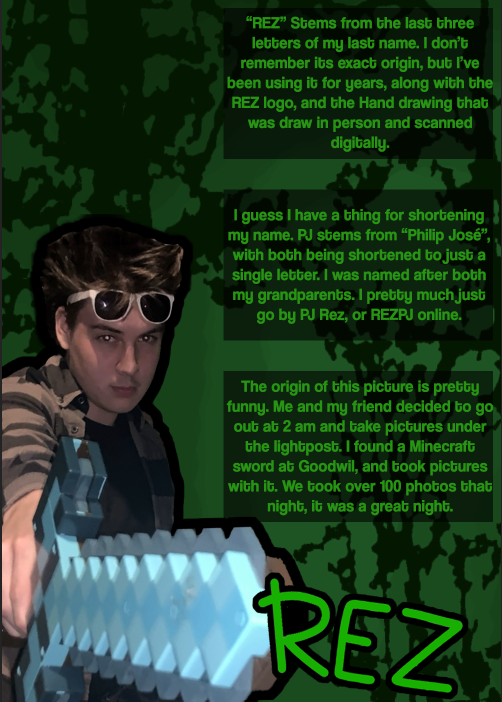 “REZ” Stems from the last three
letters of my last name. I don’t
remember its exact origin, but I’ve
been using it for years, along with the
REZ logo, and the Hand drawing that
was draw in person and scanned
digitally.
I guess I have a thing for shortening
my name. PJ stems from “Philip José”,
with both being shortened to just a
single letter. I was named after both
my grandparents. I pretty much just
go by PJ Rez, or REZPJ online.
The origin of this picture is pretty
funny. Me and my friend decided to go
out at 2 am and take pictures under
the lightpost. I found a Minecraft
sword at Goodwil, and took pictures
with it. We took over 100 photos that
night, it was a great night.
REZ